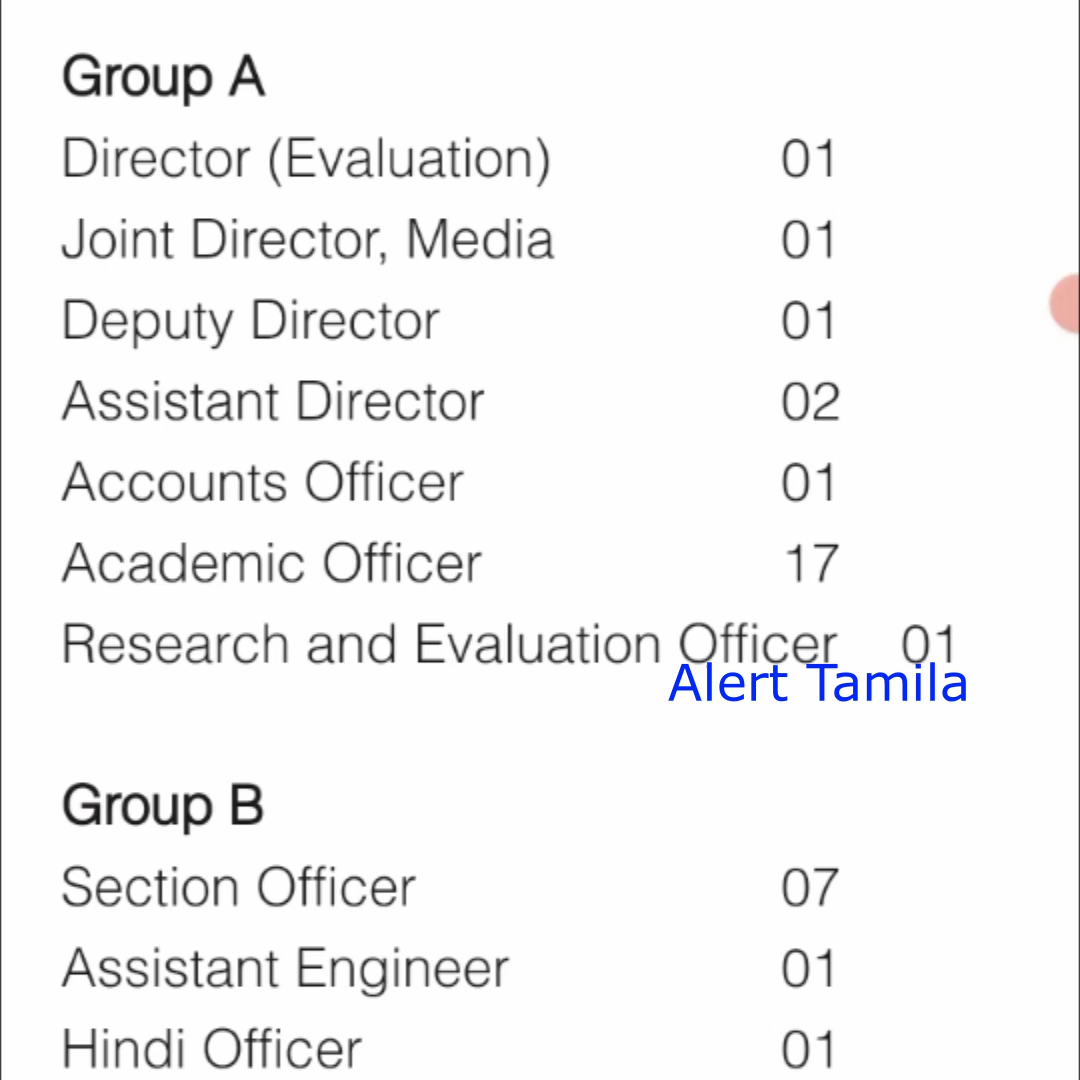 Group A
Director (Evaluation) 01
Joint Director, Media 01
Deputy Director 01
Assistant Director 02
Accounts Officer 01
Academic Officer 17
Research and Evaluation Officer 01
Alert Tamila
Group B
Section Officer 07
Assistant Engineer 01
Hindi Officer 01